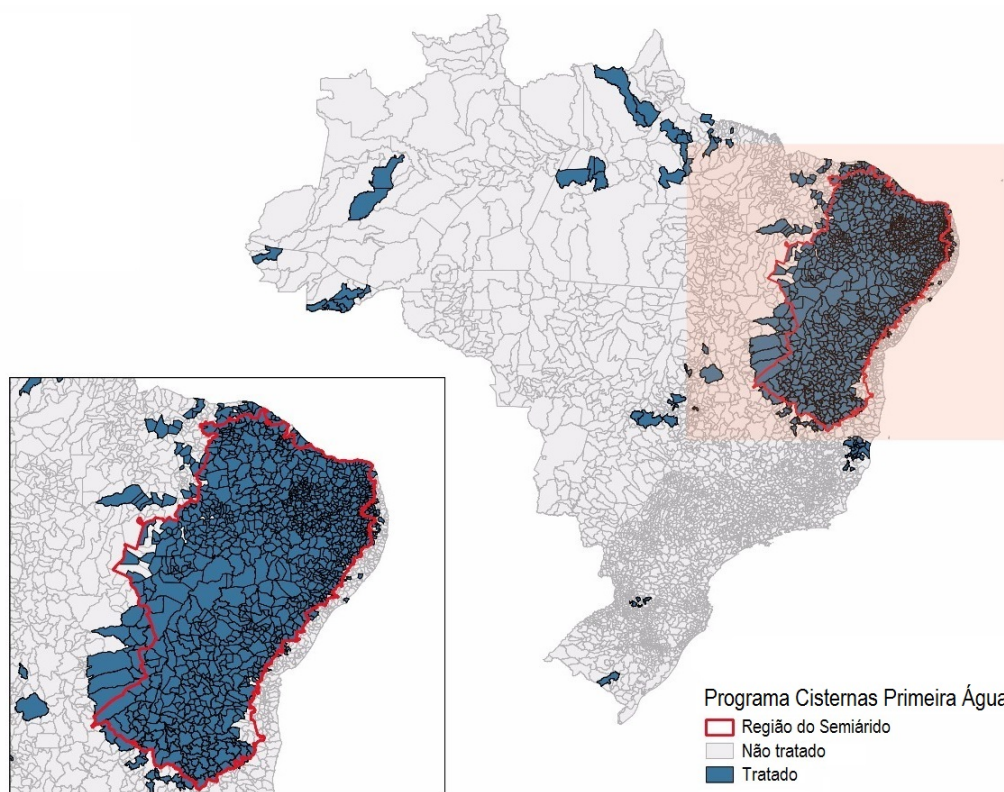 Programa Cisternas Primeira Água
Região do Semiárido
Não tratado
Tratado